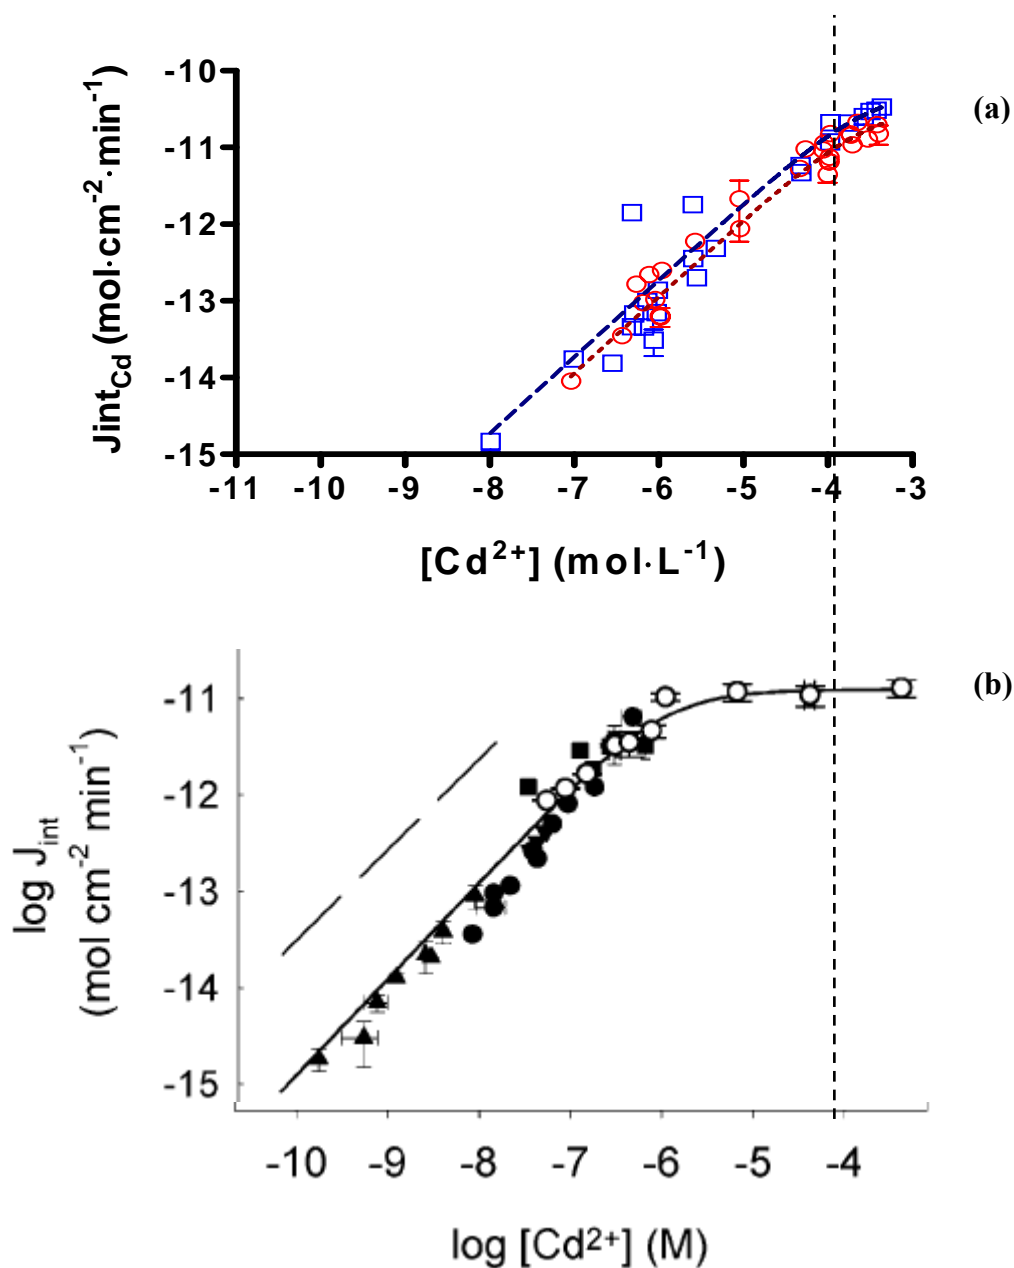 (a)
Jint_Cd (mol·cm⁻²·min⁻¹)
-10
-11
-12
-13
-14
-15
-11 -10 -9 -8 -7 -6 -5 -4 -3
[Cd²⁺] (mol·L⁻¹)
(b)
log J_int
(mol cm⁻² min⁻¹)
-11
-12
-13
-14
-15
-10 -9 -8 -7 -6 -5 -4
log [Cd²⁺] (M)